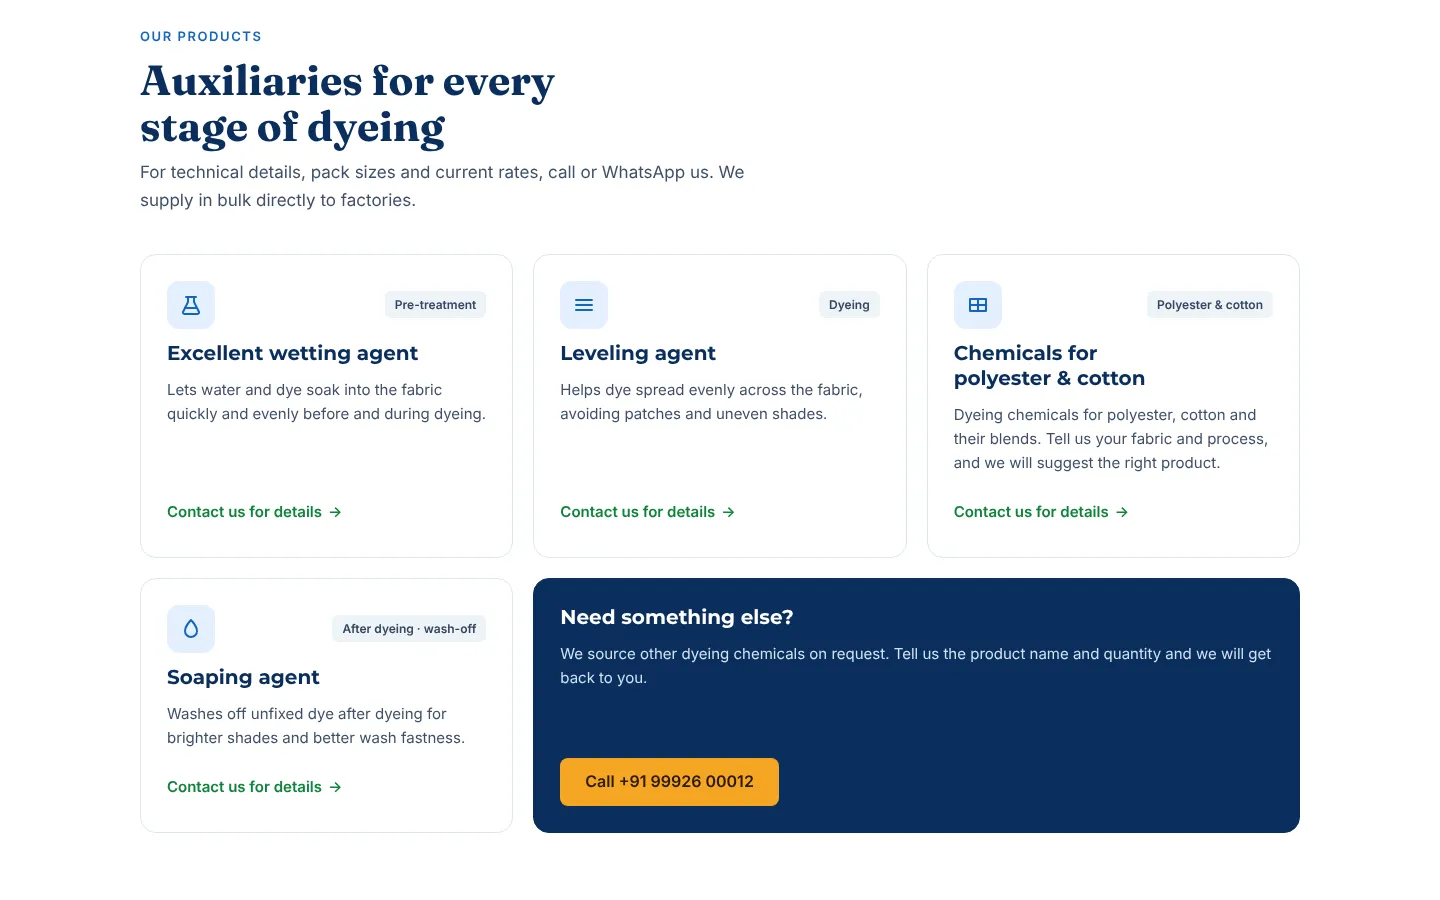 OUR PRODUCTS
Auxiliaries for every
stage of dyeing
For technical details, pack sizes and current rates, call or WhatsApp us. We
supply in bulk directly to factories.
Pre-treatment
Excellent wetting agent
Lets water and dye soak into the fabric
quickly and evenly before and during dyeing.
Contact us for details →
Dyeing
Leveling agent
Helps dye spread evenly across the fabric,
avoiding patches and uneven shades.
Contact us for details →
Polyester & cotton
Chemicals for
polyester & cotton
Dyeing chemicals for polyester, cotton and
their blends. Tell us your fabric and process,
and we will suggest the right product.
Contact us for details →
After dyeing · wash-off
Soaping agent
Washes off unfixed dye after dyeing for
brighter shades and better wash fastness.
Contact us for details →
Need something else?
We source other dyeing chemicals on request. Tell us the product name and quantity and we will get
back to you.
Call +91 99926 00012